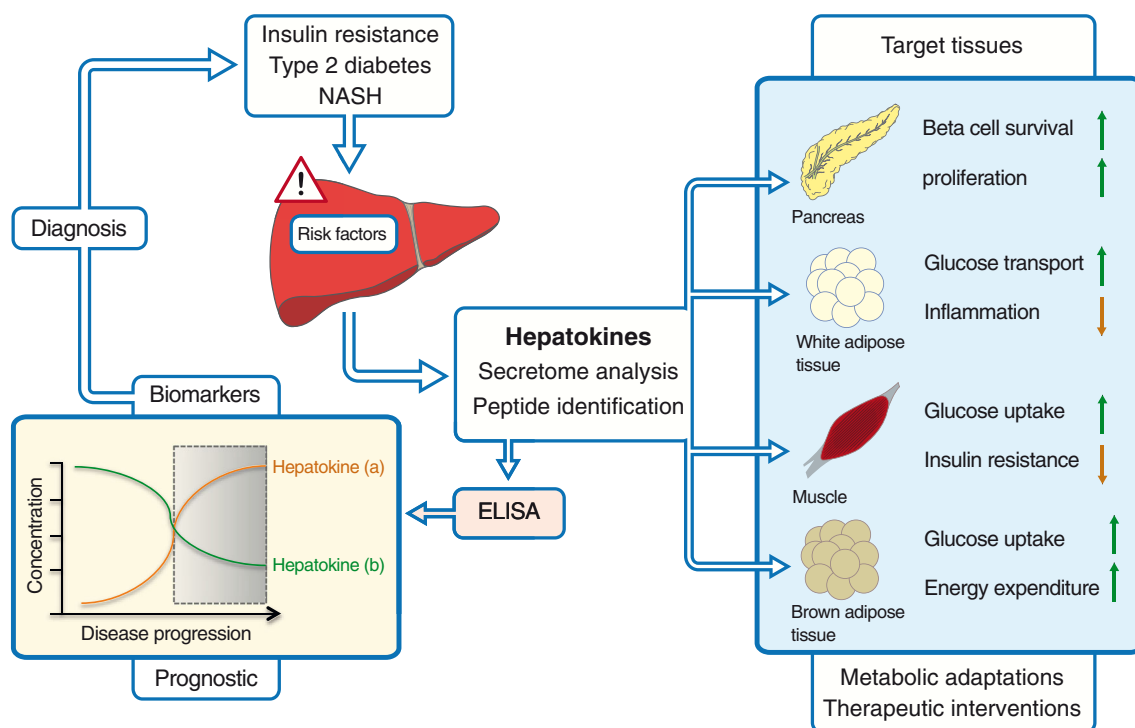 Insulin resistance
Type 2 diabetes
NASH
!
Risk factors
Diagnosis
Hepatokines
Secretome analysis
Peptide identification
ELISA
Biomarkers
Concentration
Hepatokine (a)
Hepatokine (b)
Disease progression
Prognostic
Target tissues
Beta cell survival
proliferation
Pancreas
Glucose transport
Inflammation
White adipose
tissue
Glucose uptake
Insulin resistance
Muscle
Glucose uptake
Energy expenditure
Brown adipose
tissue
Metabolic adaptations
Therapeutic interventions